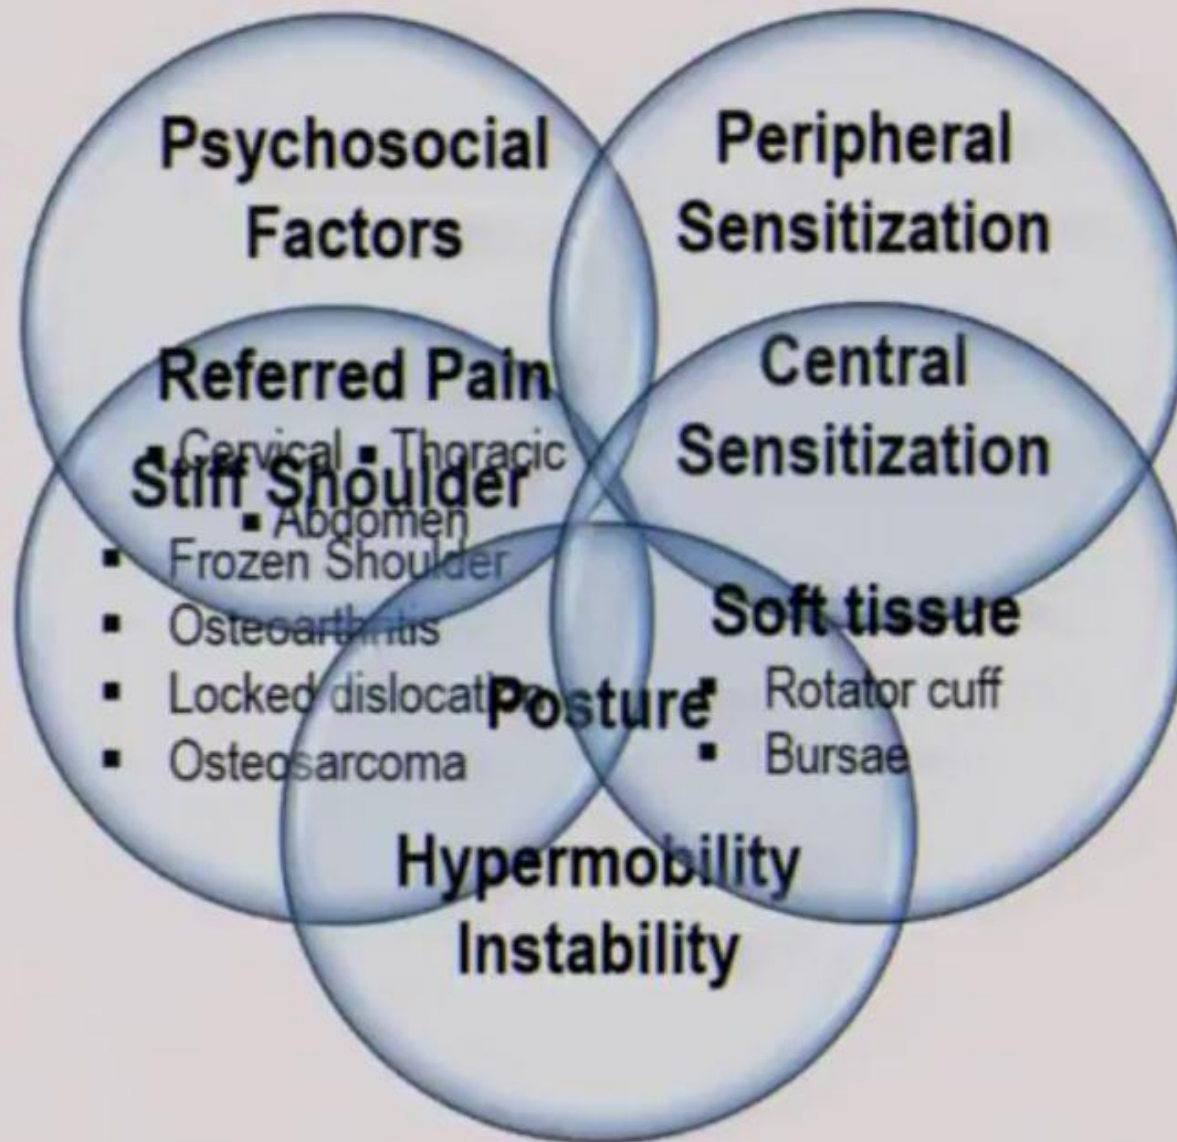 Psychosocial
Factors
Peripheral
Sensitization
Referred Pain
▪ Cervical ▪ Thoracic
▪ Abdomen
Central
Sensitization
Stiff Shoulder
▪ Frozen Shoulder
▪ Osteoarthritis
▪ Locked dislocation
▪ Osteosarcoma
Soft tissue
▪ Rotator cuff
▪ Bursae
Posture
Hypermobility
Instability